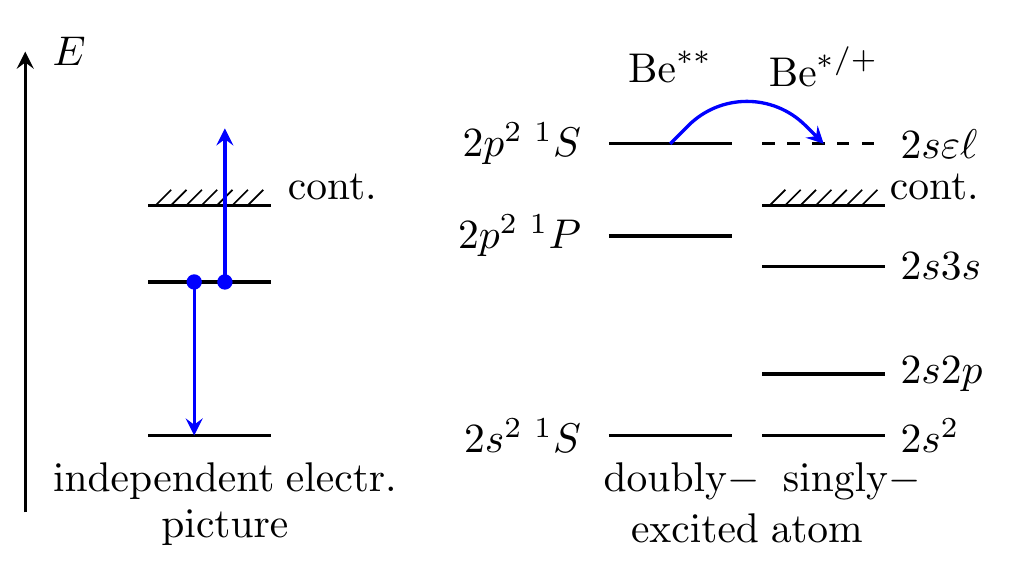 E
cont.
independent electr.
picture
Be**
Be*/+
2p² ¹S
2sεℓ
cont.
2p² ¹P
2s3s
2s2p
2s² ¹S
2s²
doubly−
singly−
excited atom